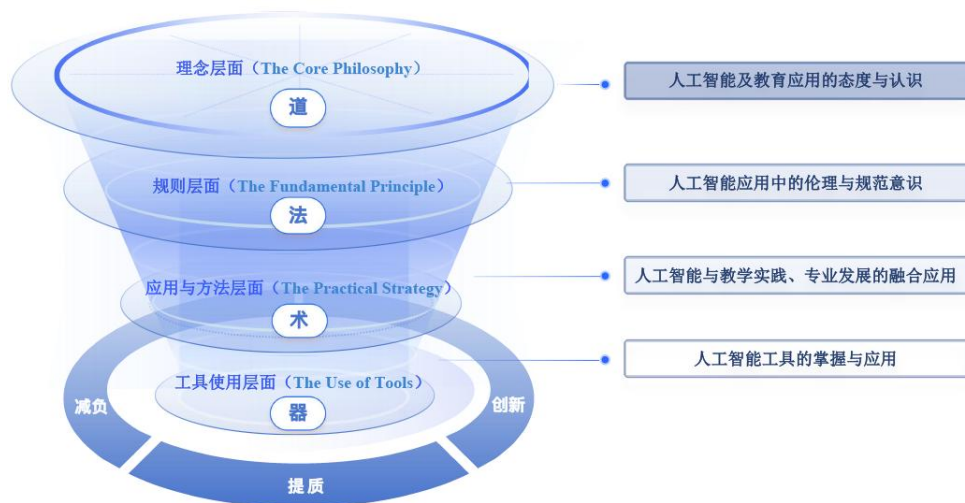 理念层面（The Core Philosophy）
道
人工智能及教育应用的态度与认识
规则层面（The Fundamental Principle）
法
人工智能应用中的伦理与规范意识
应用与方法层面（The Practical Strategy）
术
人工智能与教学实践、专业发展的融合应用
工具使用层面（The Use of Tools）
器
人工智能工具的掌握与应用
减负
创新
提质